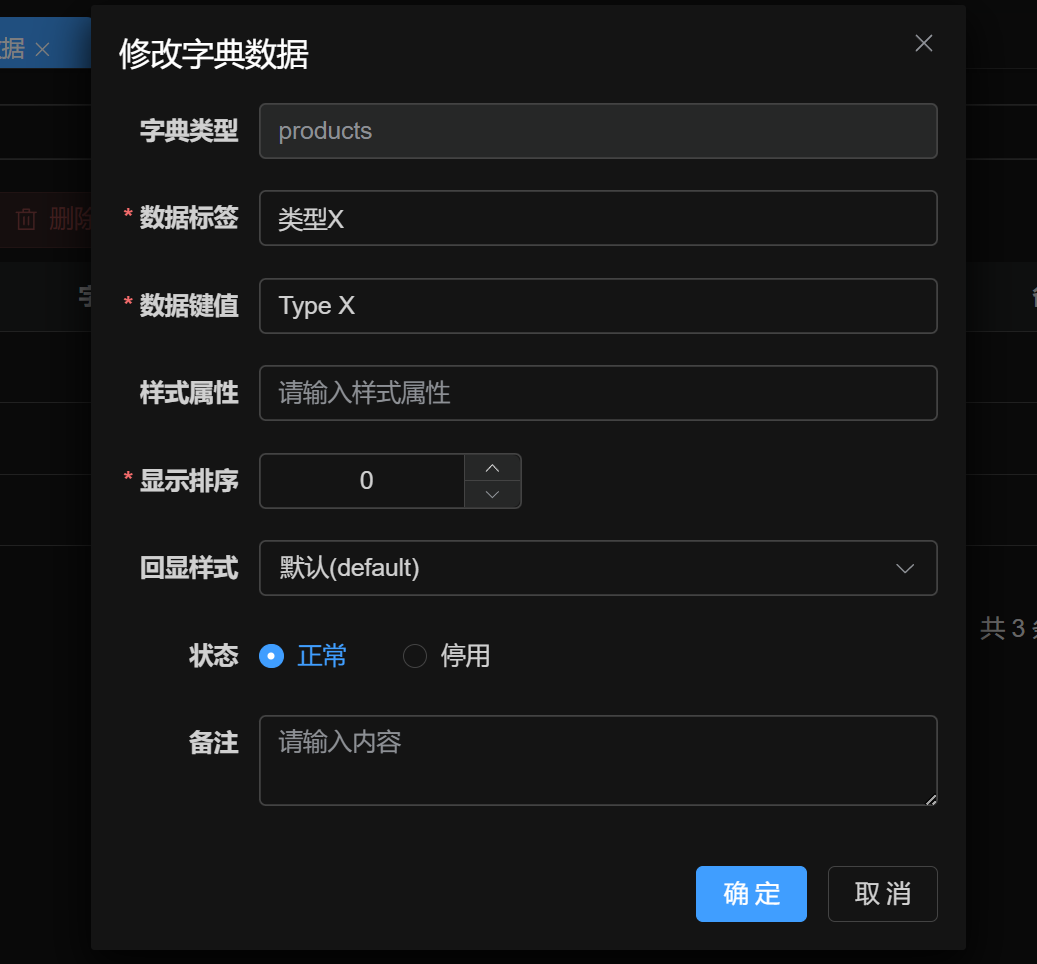 据
修改字典数据
字典类型
products
删除
* 数据标签
类型X
* 数据键值
Type X
样式属性
请输入样式属性
* 显示排序
0
回显样式
默认(default)
共 3
状态
正常
停用
备注
请输入内容
确 定
取 消